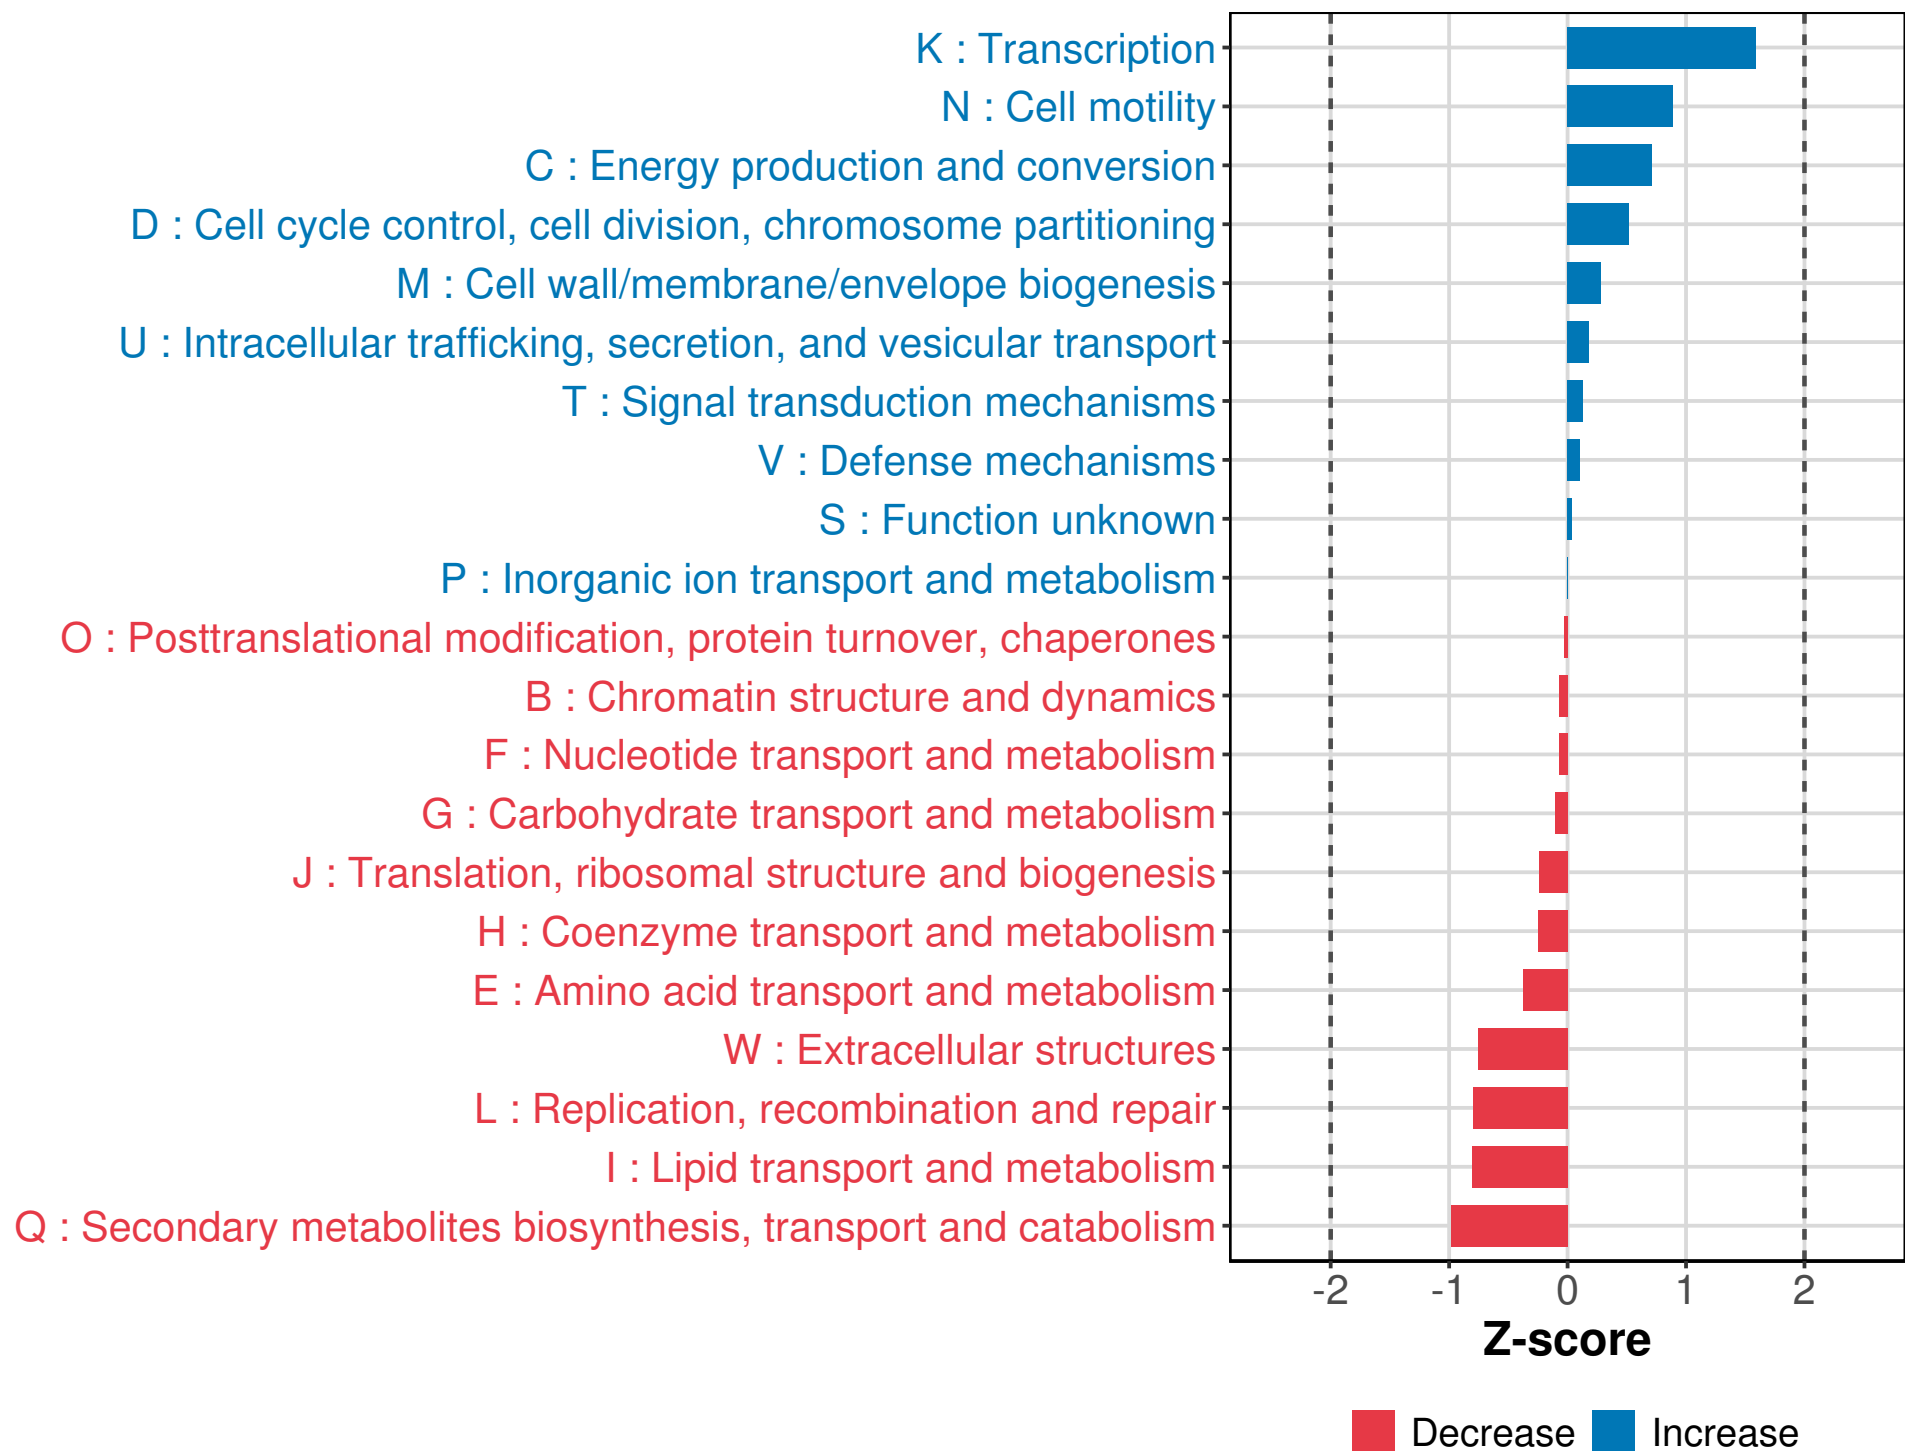 K : Transcription
N : Cell motility
C : Energy production and conversion
D : Cell cycle control, cell division, chromosome partitioning
M : Cell wall/membrane/envelope biogenesis
U : Intracellular trafficking, secretion, and vesicular transport
T : Signal transduction mechanisms
V : Defense mechanisms
S : Function unknown
P : Inorganic ion transport and metabolism
O : Posttranslational modification, protein turnover, chaperones
B : Chromatin structure and dynamics
F : Nucleotide transport and metabolism
G : Carbohydrate transport and metabolism
J : Translation, ribosomal structure and biogenesis
H : Coenzyme transport and metabolism
E : Amino acid transport and metabolism
W : Extracellular structures
L : Replication, recombination and repair
I : Lipid transport and metabolism
Q : Secondary metabolites biosynthesis, transport and catabolism
-2 -1 0 1 2
Z-score
Decrease Increase